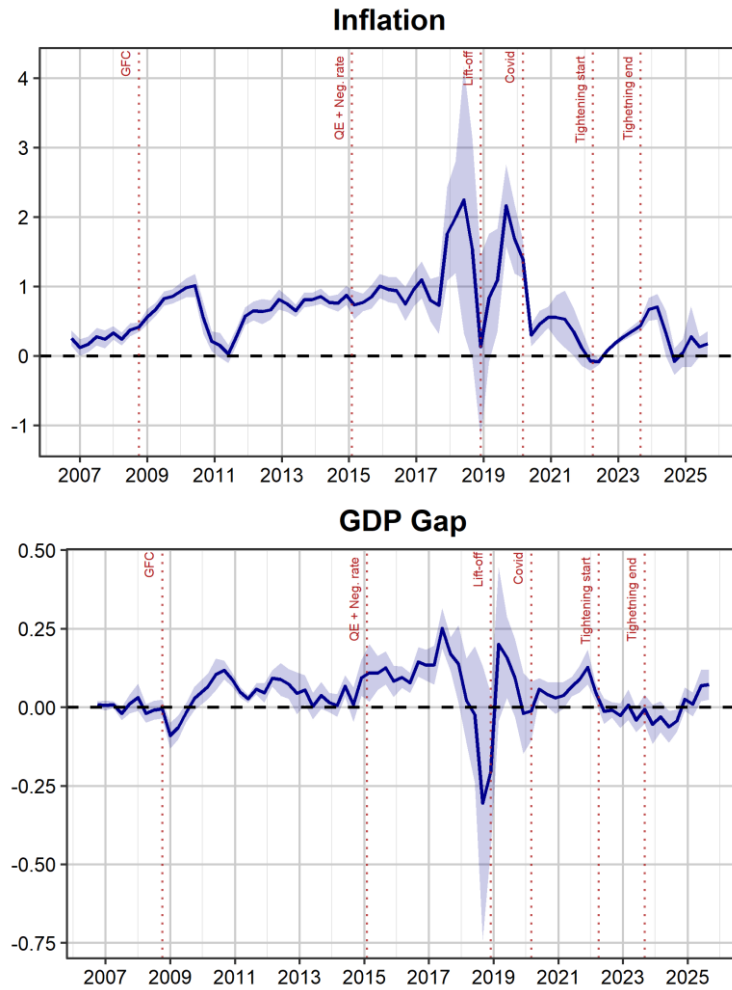 Inflation
GFC
QE + Neg. rate
Lift-off
Covid
Tightening start
Tighetning end
4
3
2
1
0
-1
2007 2009 2011 2013 2015 2017 2019 2021 2023 2025
GDP Gap
GFC
QE + Neg. rate
Lift-off
Covid
Tightening start
Tighetning end
0.50
0.25
0.00
-0.25
-0.50
-0.75
2007 2009 2011 2013 2015 2017 2019 2021 2023 2025